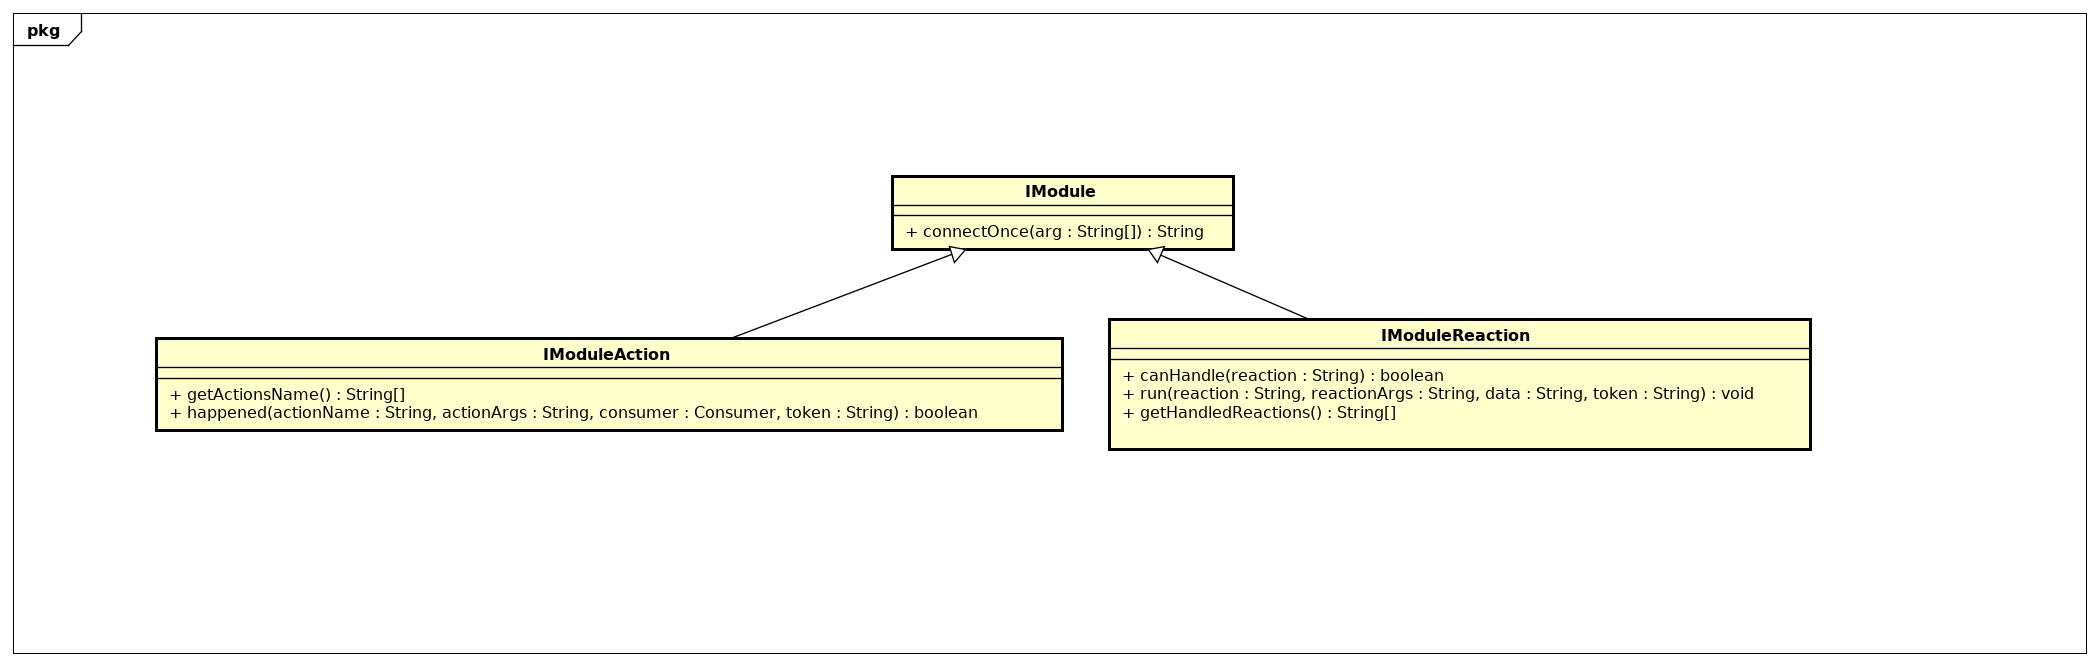 pkg
IModule
+ connectOnce(arg : String[]) : String
IModuleAction
+ getActionsName() : String[]
+ happened(actionName : String, actionArgs : String, consumer : Consumer, token : String) : boolean
IModuleReaction
+ canHandle(reaction : String) : boolean
+ run(reaction : String, reactionArgs : String, data : String, token : String) : void
+ getHandledReactions() : String[]